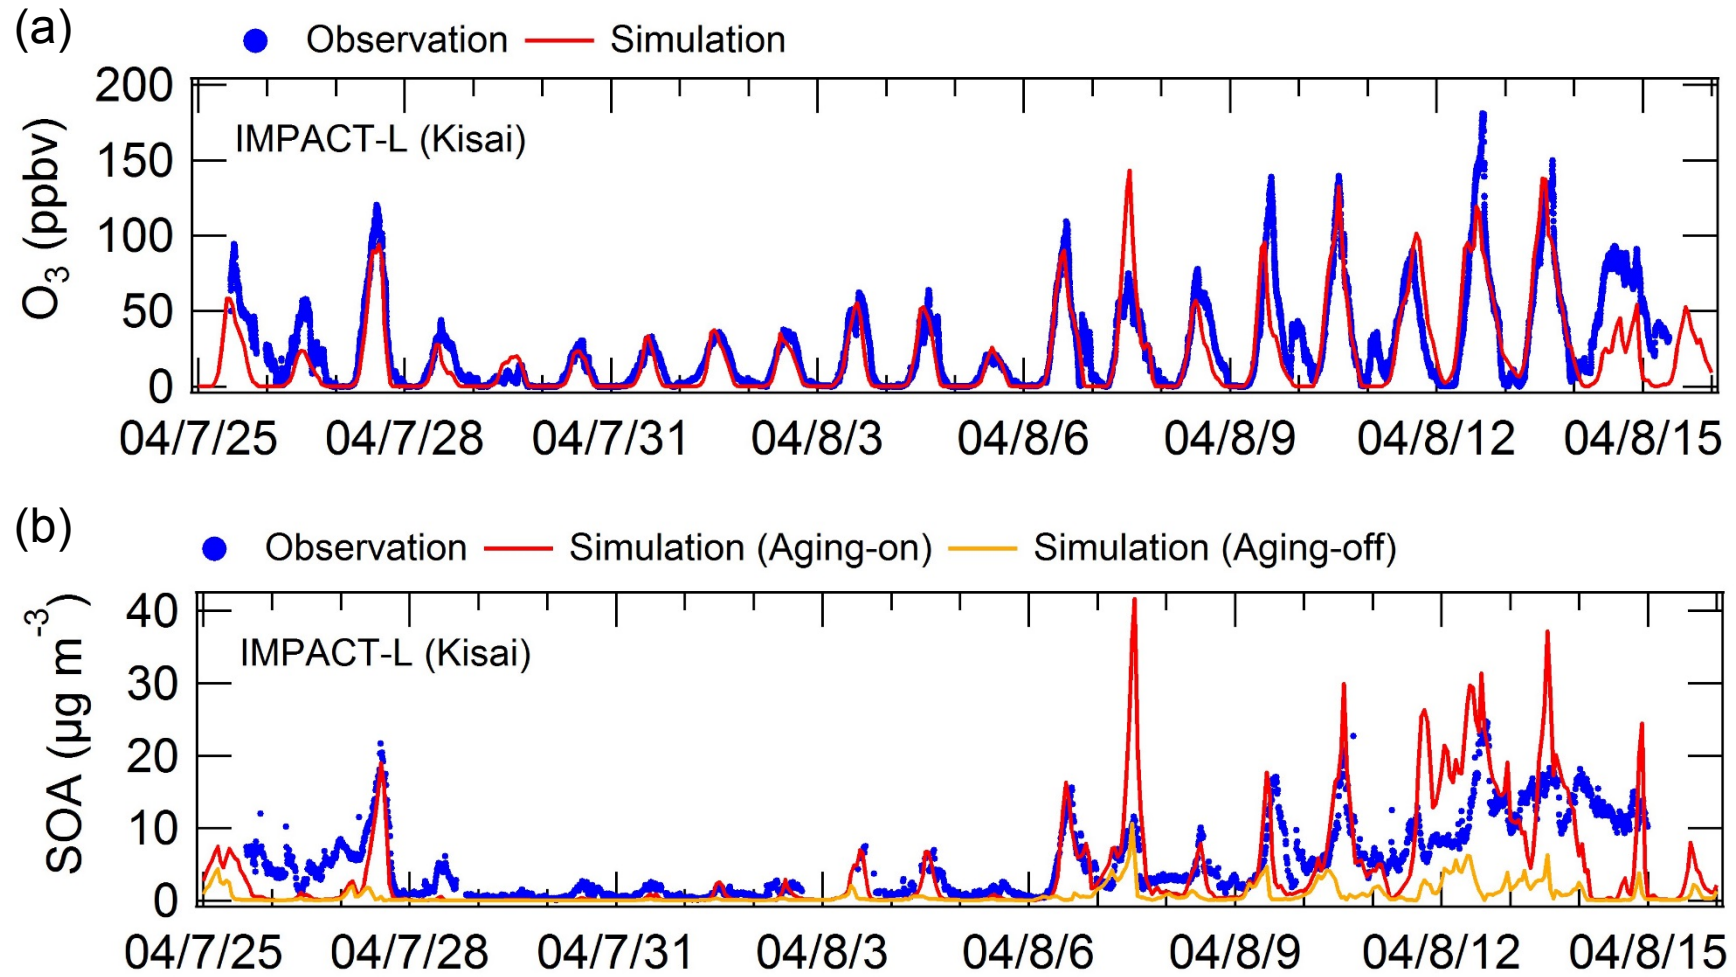 (a)
Observation Simulation
IMPACT-L (Kisai)
O₃ (ppbv)
200
150
100
50
0
04/7/25 04/7/28 04/7/31 04/8/3 04/8/6 04/8/9 04/8/12 04/8/15
(b)
Observation Simulation (Aging-on) Simulation (Aging-off)
IMPACT-L (Kisai)
SOA (µg m⁻³)
40
30
20
10
0
04/7/25 04/7/28 04/7/31 04/8/3 04/8/6 04/8/9 04/8/12 04/8/15